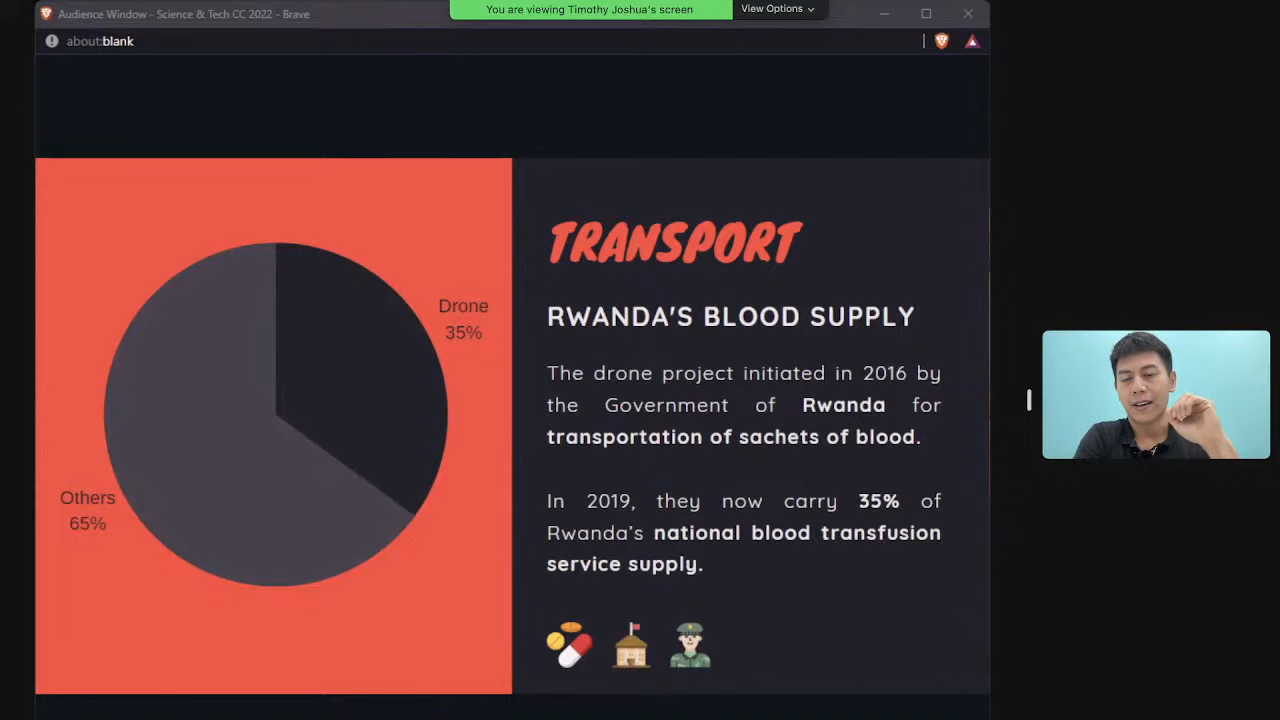 Audience Window - Science & Tech CC 2022 - Brave
You are viewing Timothy Joshua's screen
View Options
about:blank
TRANSPORT
RWANDA'S BLOOD SUPPLY
The drone project initiated in 2016 by
the Government of Rwanda for
transportation of sachets of blood.
In 2019, they now carry 35% of
Rwanda's national blood transfusion
service supply.
Drone
35%
Others
65%